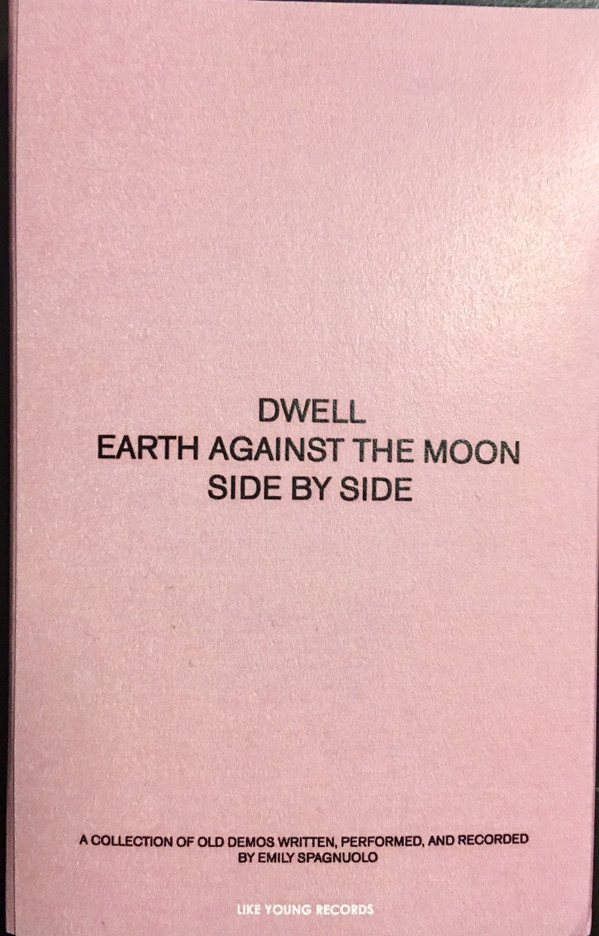 DWELL
EARTH AGAINST THE MOON
SIDE BY SIDE
A COLLECTION OF OLD DEMOS WRITTEN, PERFORMED, AND RECORDED
BY EMILY SPAGNUOLO
LIKE YOUNG RECORDS